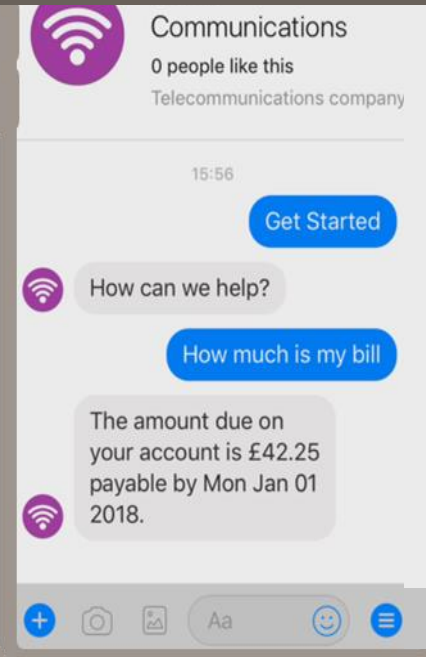 Communications
0 people like this
Telecommunications company
15:56
Get Started
How can we help?
How much is my bill
The amount due on
your account is £42.25
payable by Mon Jan 01
2018.
Aa